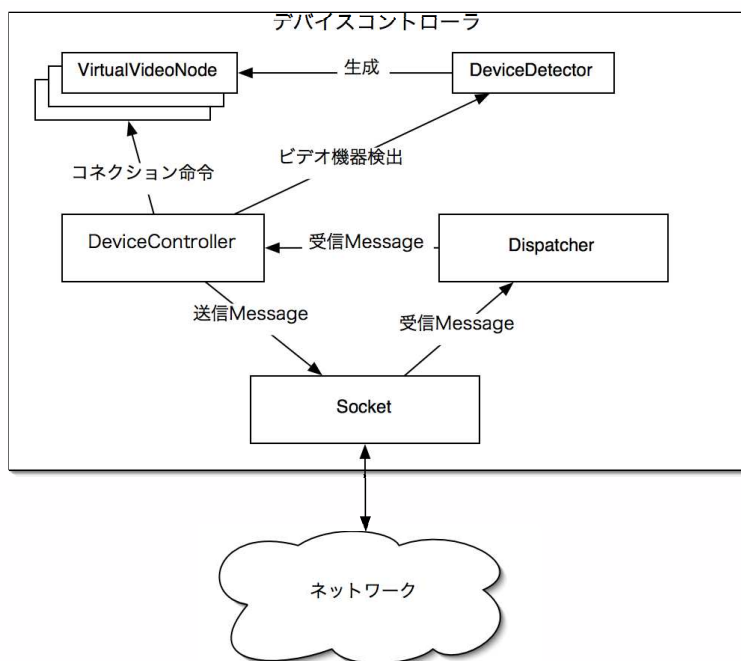 デバイスコントローラ
VirtualVideoNode
生成
DeviceDetector
ビデオ機器検出
コネクション命令
DeviceController
受信Message
Dispatcher
送信Message
受信Message
Socket
ネットワーク